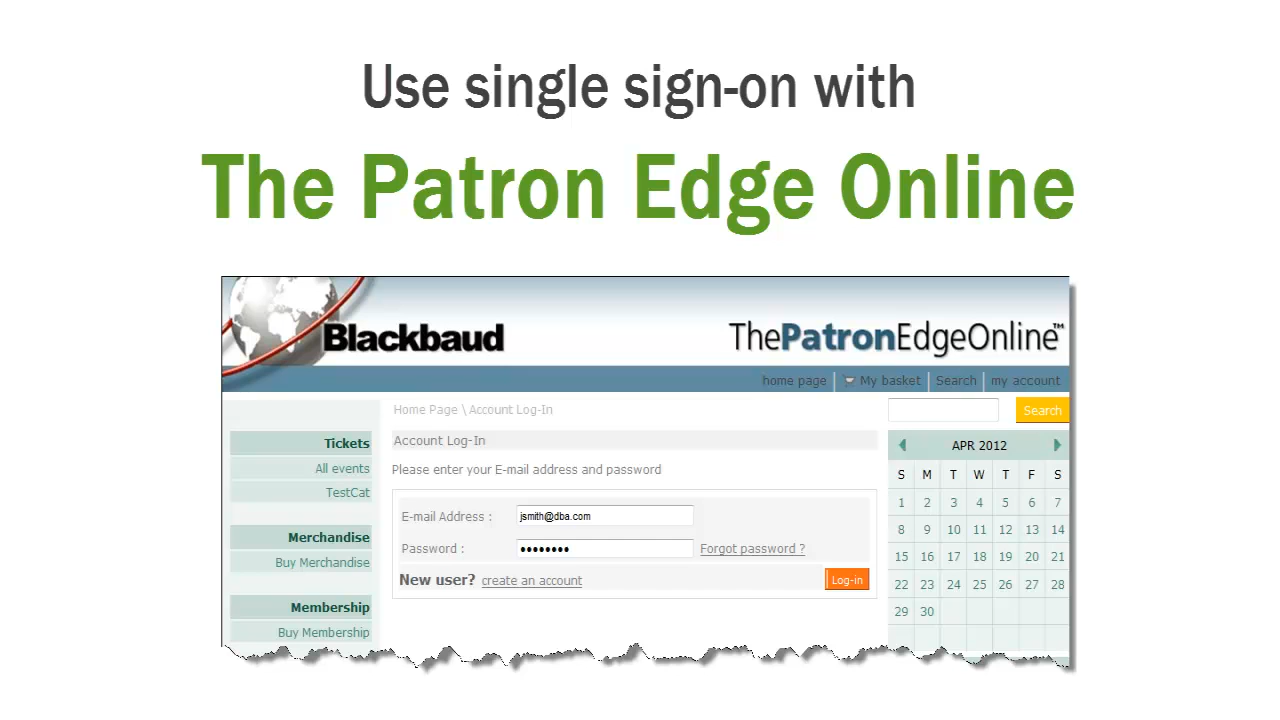 Use single sign-on with
The Patron Edge Online
Blackbaud
ThePatronEdgeOnline™
home page
My basket
Search
my account
Home Page \ Account Log-In
Search
Tickets
All events
TestCat
Merchandise
Buy Merchandise
Membership
Buy Membership
Account Log-In
Please enter your E-mail address and password
E-mail Address : jsmith@dba.com
Password : ●●●●●●●● Forgot password ?
New user? create an account Log-in
APR 2012
S M T W T F S
1 2 3 4 5 6 7
8 9 10 11 12 13 14
15 16 17 18 19 20 21
22 23 24 25 26 27 28
29 30